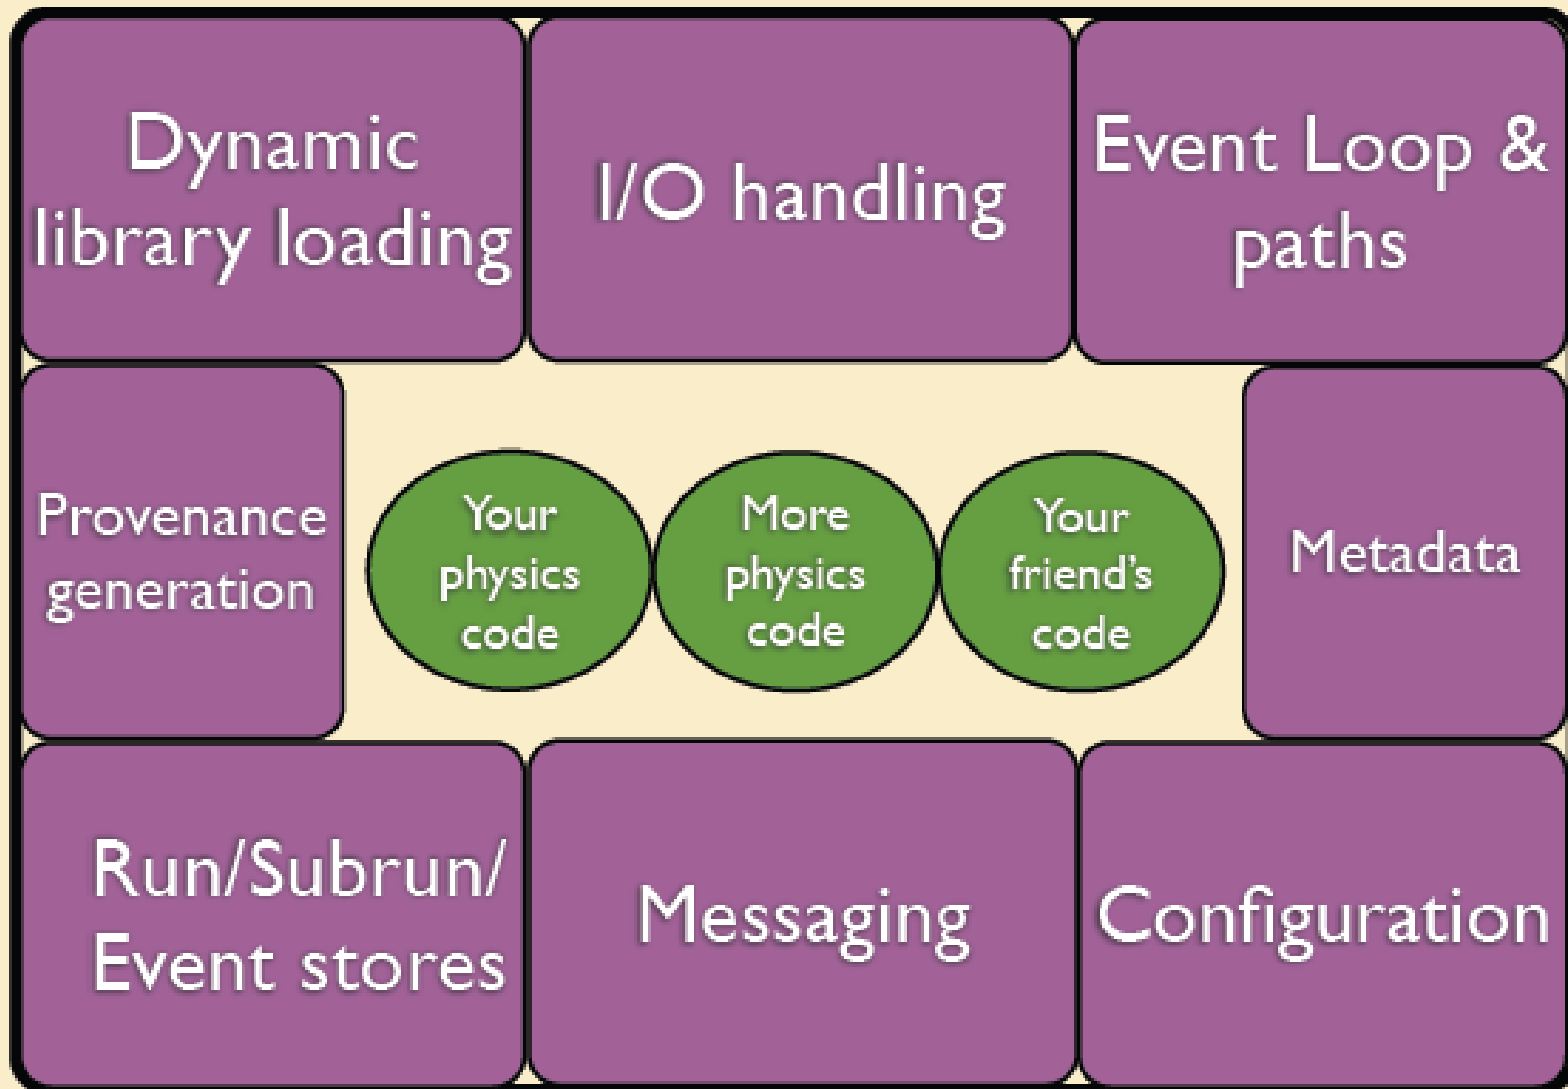 Dynamic
library loading
I/O handling
Event Loop &
paths
Provenance
generation
Your
physics
code
More
physics
code
Your
friend’s
code
Metadata
Run/Subrun/
Event stores
Messaging
Configuration